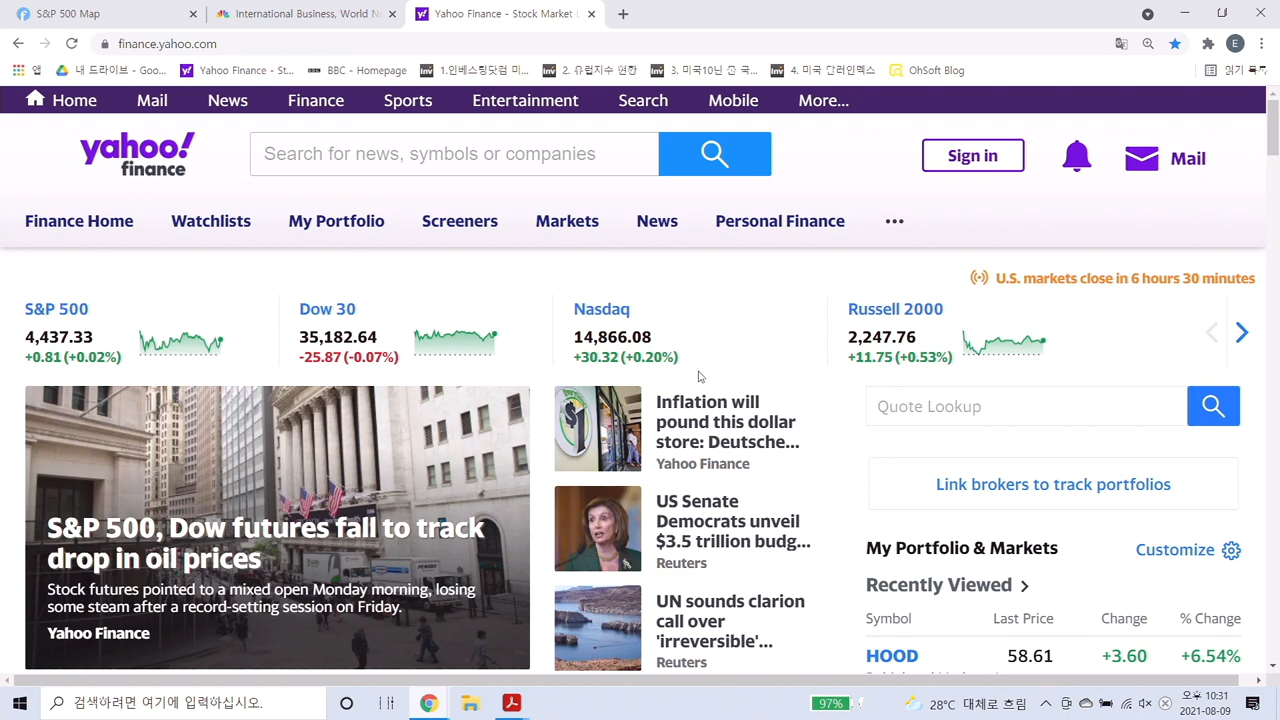 S&P 500 Map
International Business, World Ne
Yahoo Finance - Stock Market L
finance.yahoo.com
E
앱
내 드라이브 - Goo...
Yahoo Finance - St...
BBC - Homepage
1.인베스팅닷컴 미...
2. 유럽지수 현황
3. 미국10년 준 국...
4. 미국 달러인덱스
OhSoft Blog
읽기 목록
Home Mail News Finance Sports Entertainment Search Mobile More...
yahoo!
finance
Search for news, symbols or companies
Sign in
Mail
Finance Home Watchlists My Portfolio Screeners Markets News Personal Finance •••
U.S. markets close in 6 hours 30 minutes
S&P 500
4,437.33
+0.81 (+0.02%)
Dow 30
35,182.64
-25.87 (-0.07%)
Nasdaq
14,866.08
+30.32 (+0.20%)
Russell 2000
2,247.76
+11.75 (+0.53%)
S&P 500, Dow futures fall to track
drop in oil prices
Stock futures pointed to a mixed open Monday morning, losing
some steam after a record-setting session on Friday.
Yahoo Finance
Inflation will
pound this dollar
store: Deutsche...
Yahoo Finance
US Senate
Democrats unveil
$3.5 trillion budg...
Reuters
UN sounds clarion
call over
'irreversible'...
Reuters
Quote Lookup
Link brokers to track portfolios
My Portfolio & Markets
Customize
Recently Viewed
Symbol Last Price Change % Change
HOOD 58.61 +3.60 +6.54%
검색하려면 여기에 입력하십시오.
97%
28°C 대체로 흐림
오후 10:31
2021-08-09